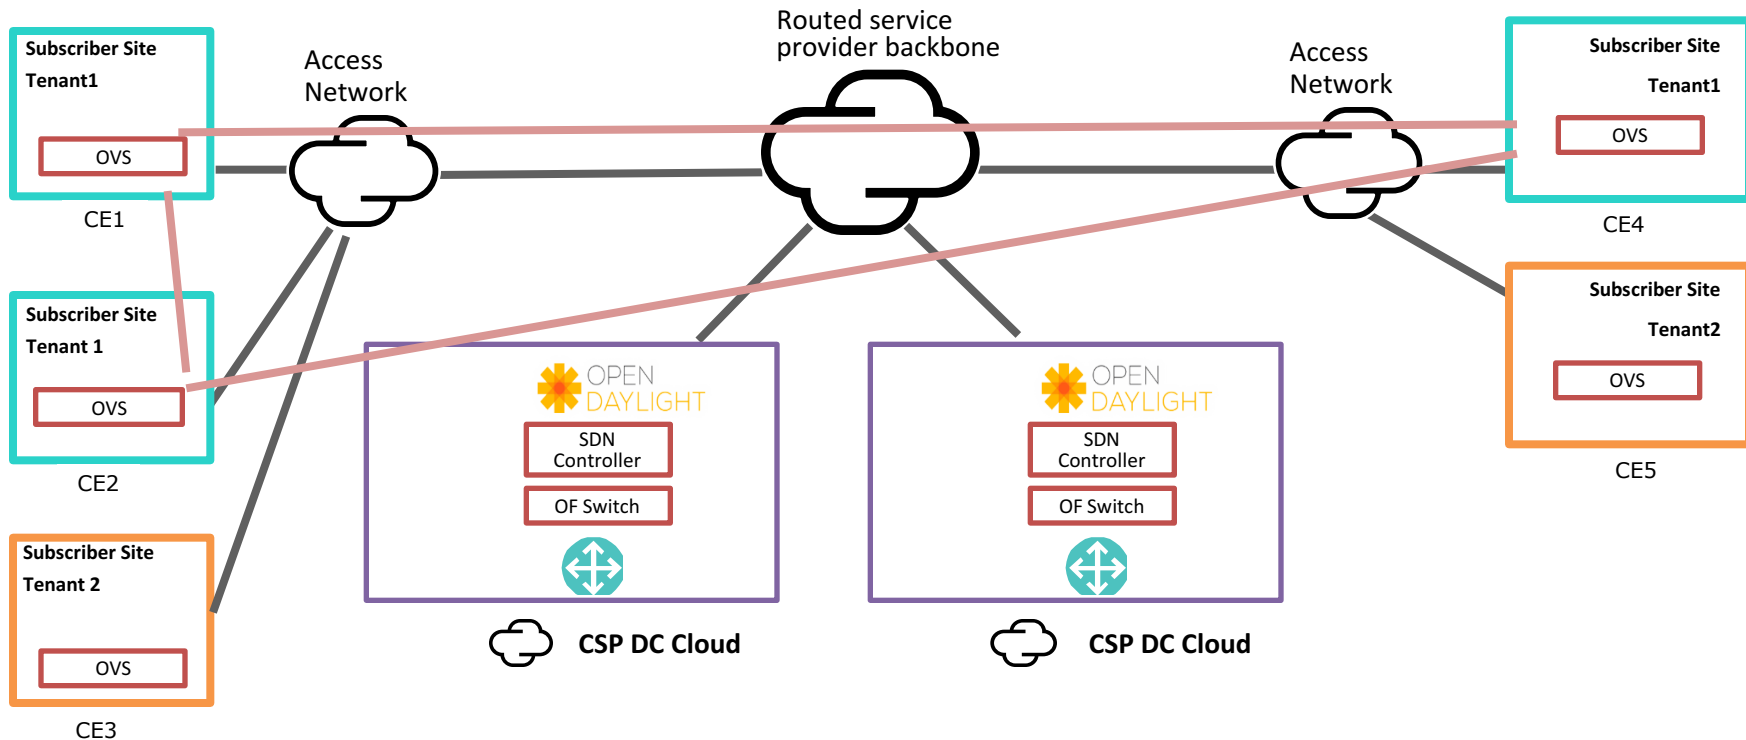 Routed service
provider backbone
Access
Network
Access
Network
Subscriber Site
Tenant1
OVS
CE1
Subscriber Site
Tenant1
OVS
CE4
Subscriber Site
Tenant 1
OVS
CE2
Subscriber Site
Tenant2
OVS
CE5
OPEN
DAYLIGHT
SDN
Controller
OF Switch
CSP DC Cloud
OPEN
DAYLIGHT
SDN
Controller
OF Switch
CSP DC Cloud
Subscriber Site
Tenant 2
OVS
CE3